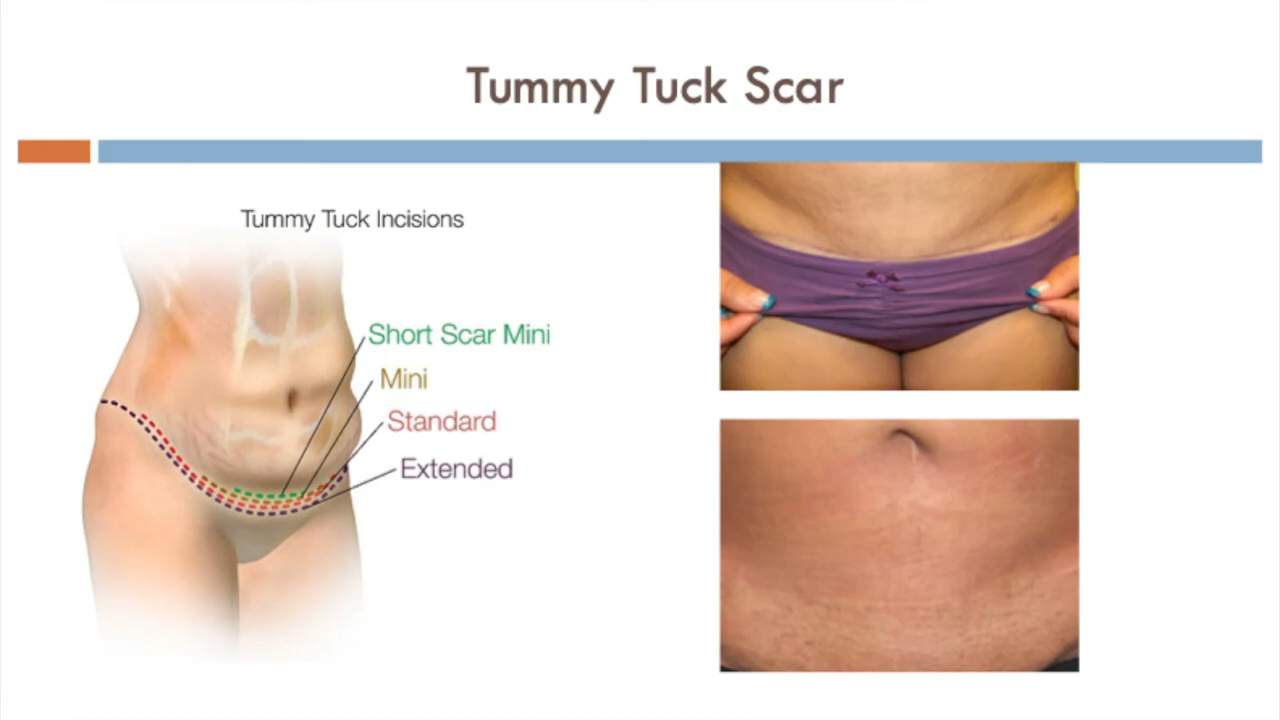 Tummy Tuck Scar
Tummy Tuck Incisions
Short Scar Mini
Mini
Standard
Extended